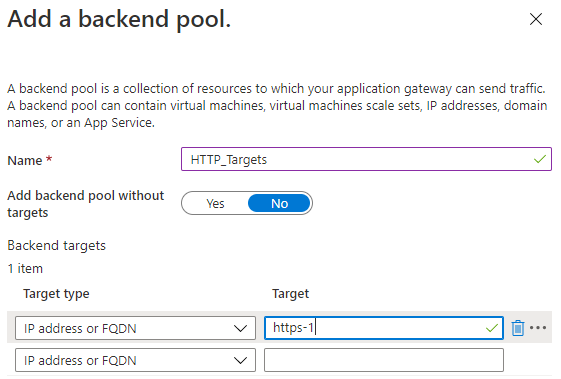 Add a backend pool.
A backend pool is a collection of resources to which your application gateway can send traffic.
A backend pool can contain virtual machines, virtual machines scale sets, IP addresses, domain
names, or an App Service.
Name *
HTTP_Targets
Add backend pool without
targets
Yes
No
Backend targets
1 item
Target type
Target
IP address or FQDN
https-1
IP address or FQDN